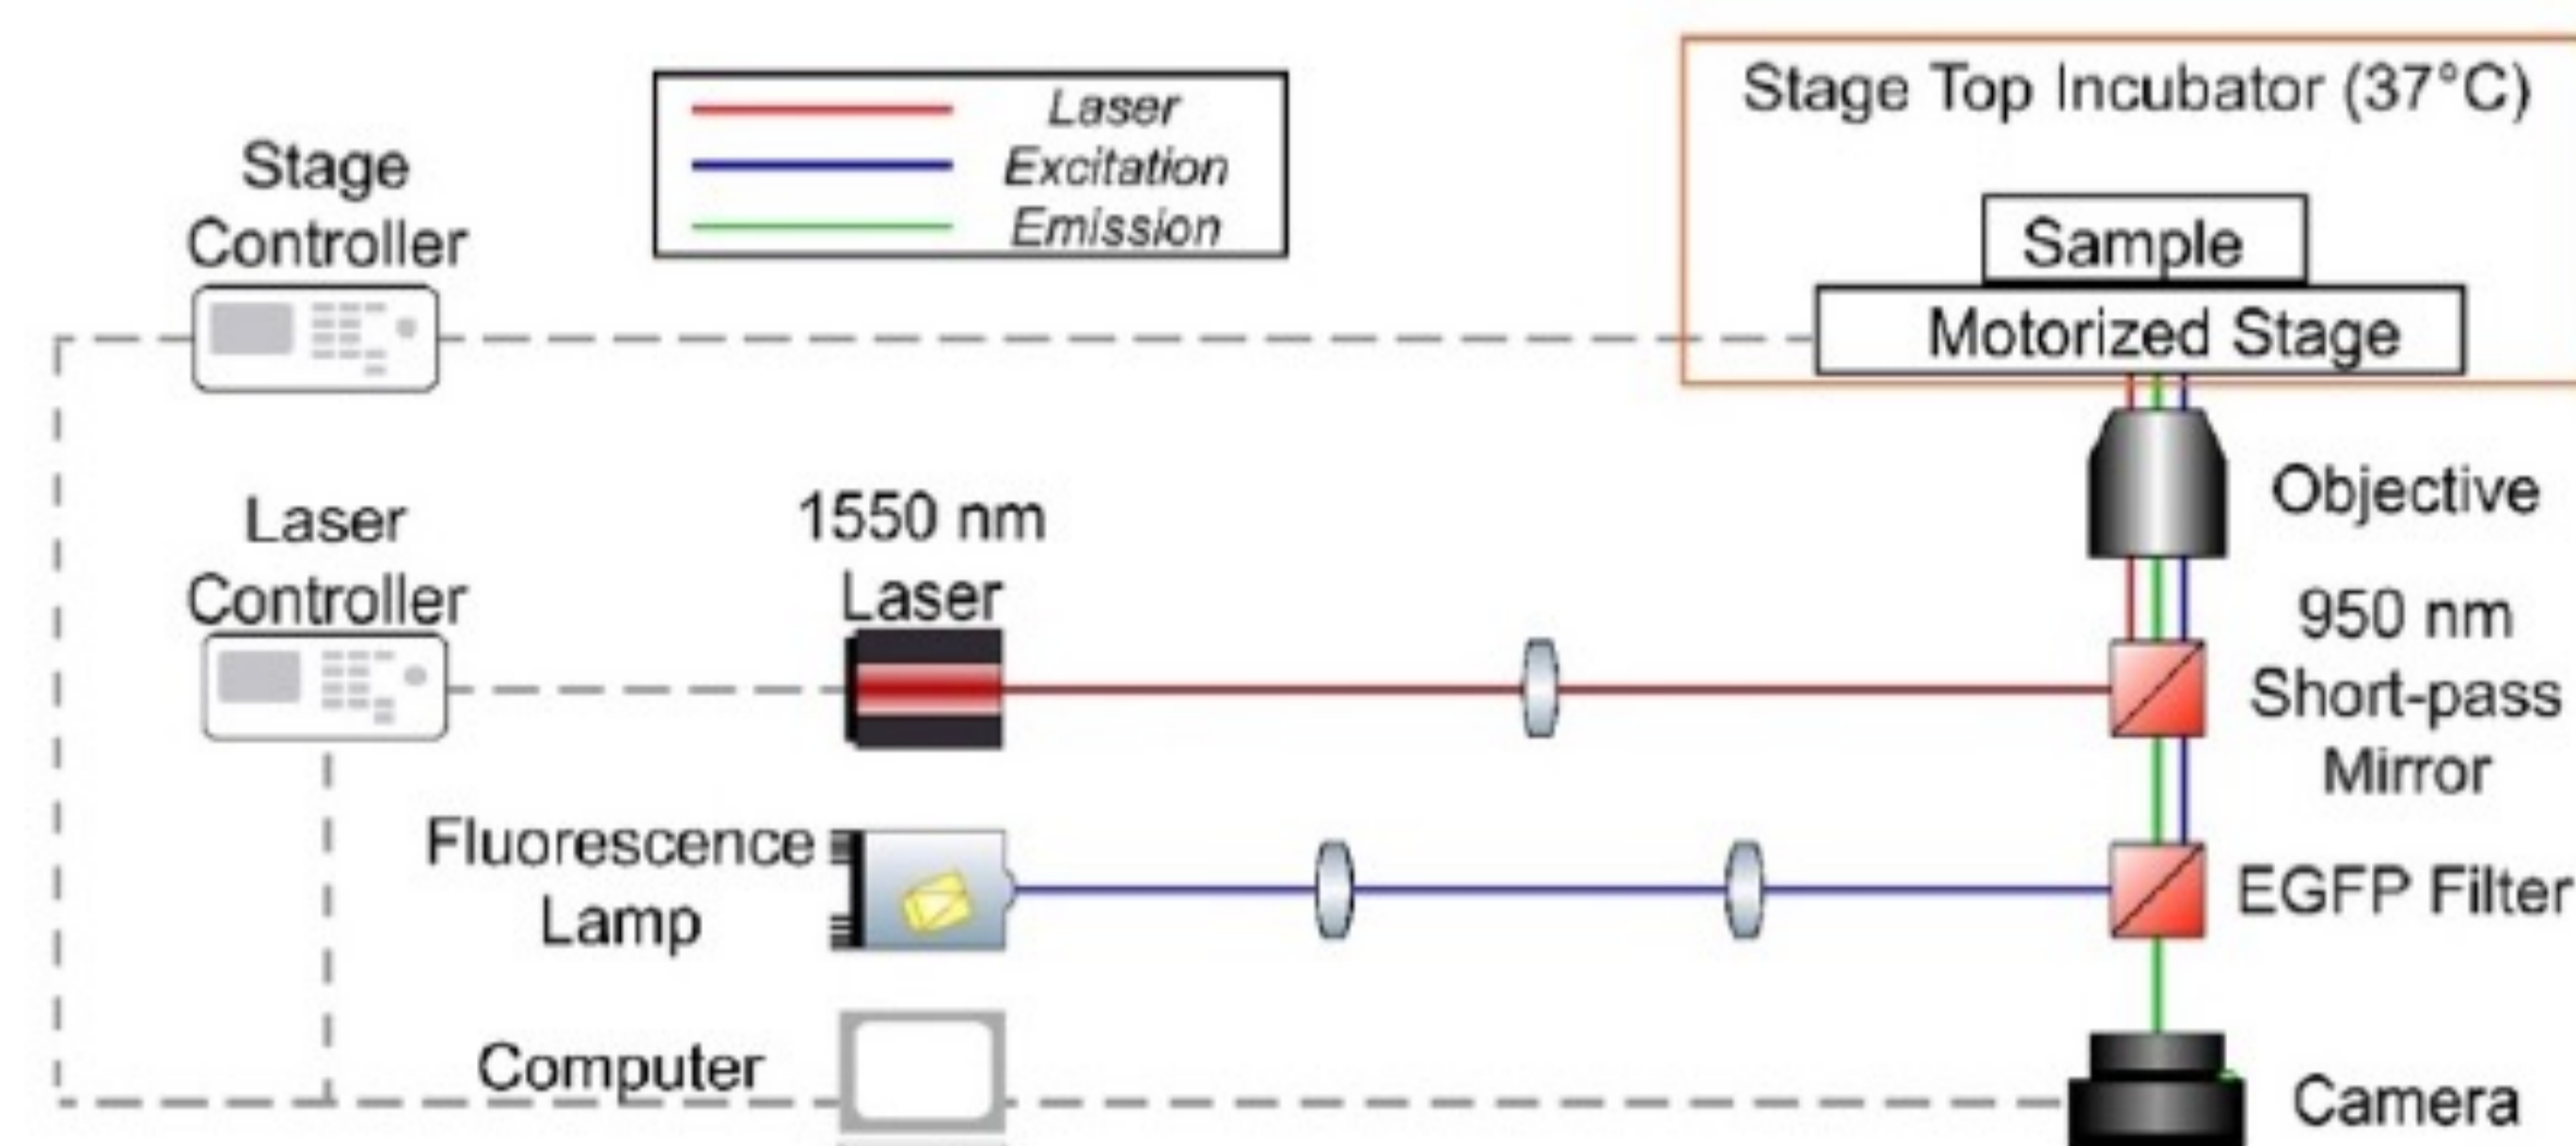 Laser
Excitation
Emission
Stage Top Incubator (37°C)
Sample
Motorized Stage
Stage
Controller
Objective
Laser
Controller
1550 nm
Laser
950 nm
Short-pass
Mirror
Fluorescence
Lamp
EGFP Filter
Computer
Camera